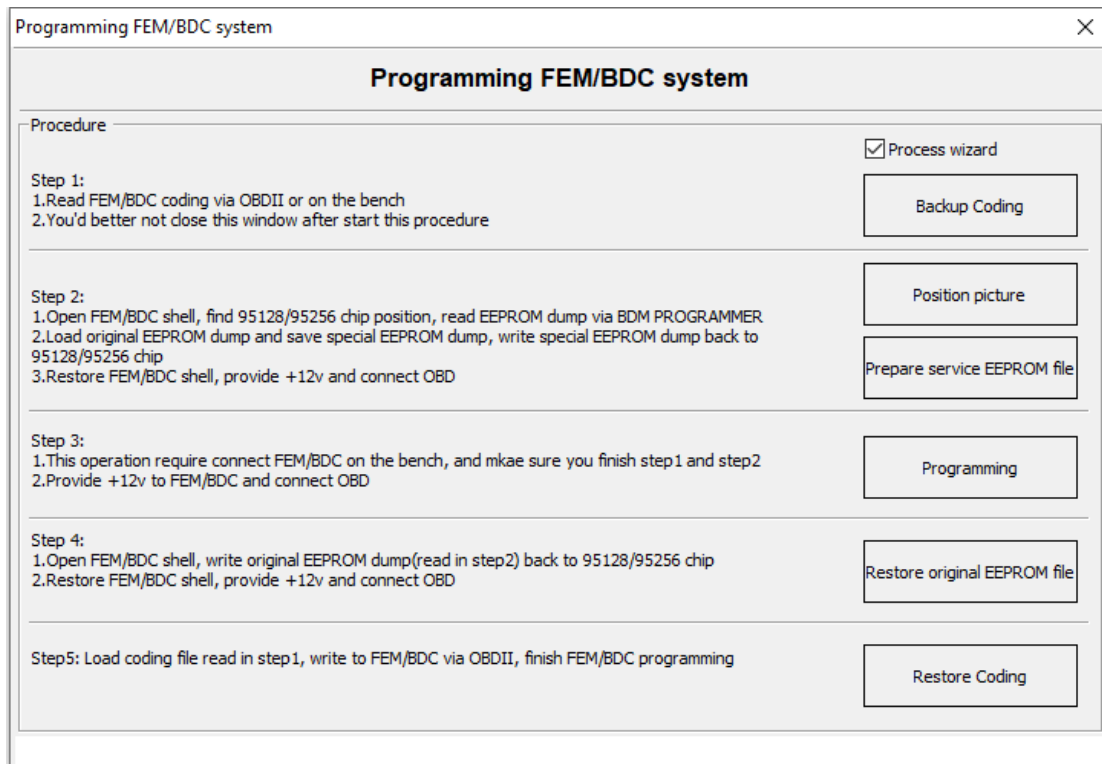 Programming FEM/BDC system
Programming FEM/BDC system
Procedure
Process wizard
Step 1:
1.Read FEM/BDC coding via OBDII or on the bench
2.You'd better not close this window after start this procedure
Backup Coding
Position picture
Step 2:
1.Open FEM/BDC shell, find 95128/95256 chip position, read EEPROM dump via BDM PROGRAMMER
2.Load original EEPROM dump and save special EEPROM dump, write special EEPROM dump back to
95128/95256 chip
3.Restore FEM/BDC shell, provide +12v and connect OBD
Prepare service EEPROM file
Step 3:
1.This operation require connect FEM/BDC on the bench, and mkae sure you finish step1 and step2
2.Provide +12v to FEM/BDC and connect OBD
Programming
Step 4:
1.Open FEM/BDC shell, write original EEPROM dump(read in step2) back to 95128/95256 chip
2.Restore FEM/BDC shell, provide +12v and connect OBD
Restore original EEPROM file
Step5: Load coding file read in step1, write to FEM/BDC via OBDII, finish FEM/BDC programming
Restore Coding